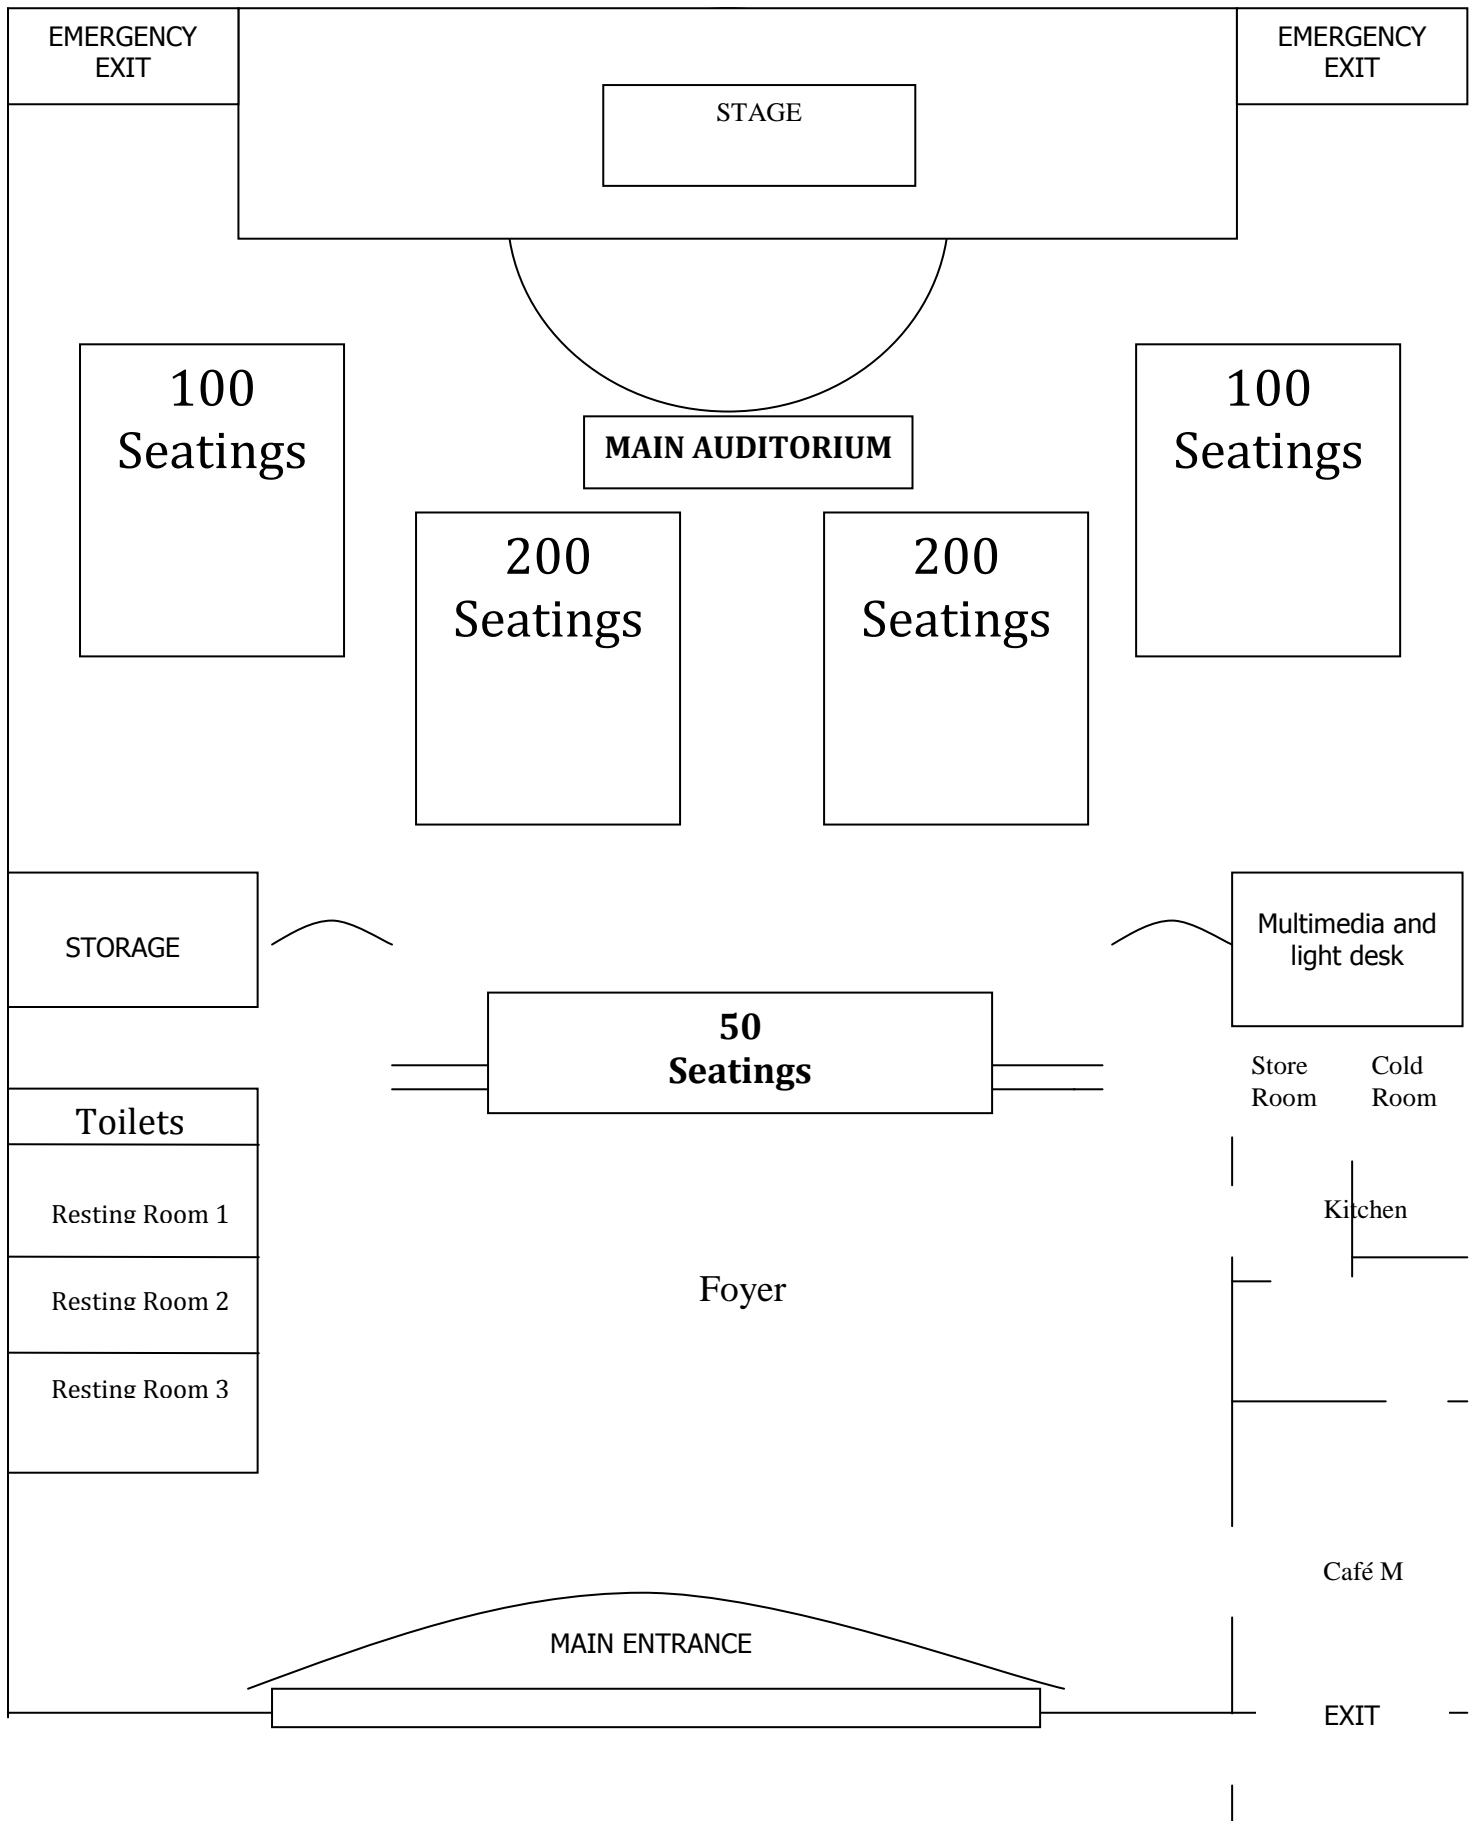 EMERGENCY
EXIT
EMERGENCY
EXIT
STAGE
100
Seatings
100
Seatings
MAIN AUDITORIUM
200
Seatings
200
Seatings
STORAGE
Multimedia and
light desk
50
Seatings
Store
Room
Cold
Room
Toilets
Resting Room 1
Kitchen
Resting Room 2
Foyer
Resting Room 3
Café M
MAIN ENTRANCE
EXIT